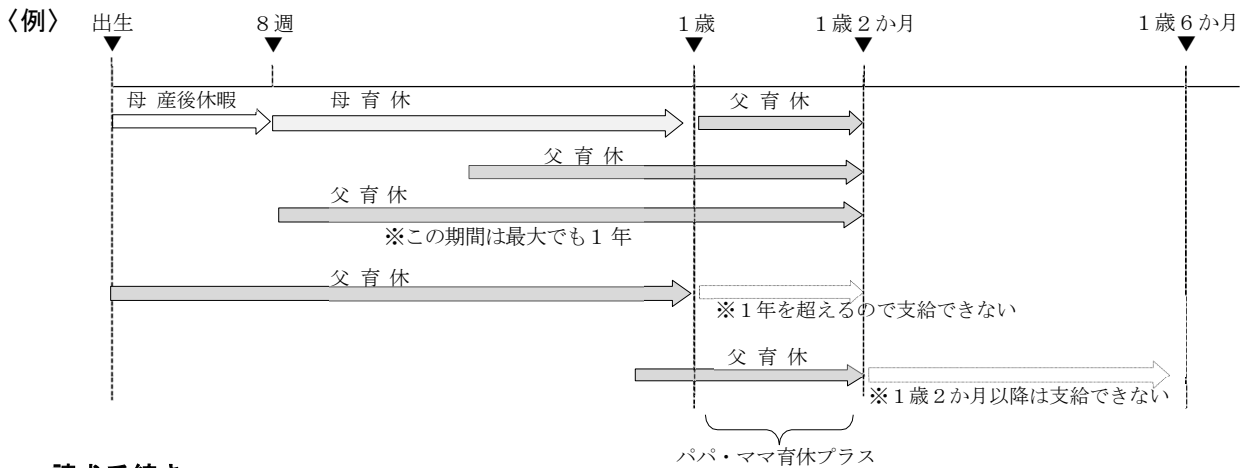 〈例〉 出生 8週 1歳 1歳2か月 1歳6か月
母 産後休暇 母 育 休 父 育 休
父 育 休
父 育 休
※この期間は最大でも1年
父 育 休
※1年を超えるので支給できない
父 育 休
※1歳2か月以降は支給できない
パパ・ママ育休プラス